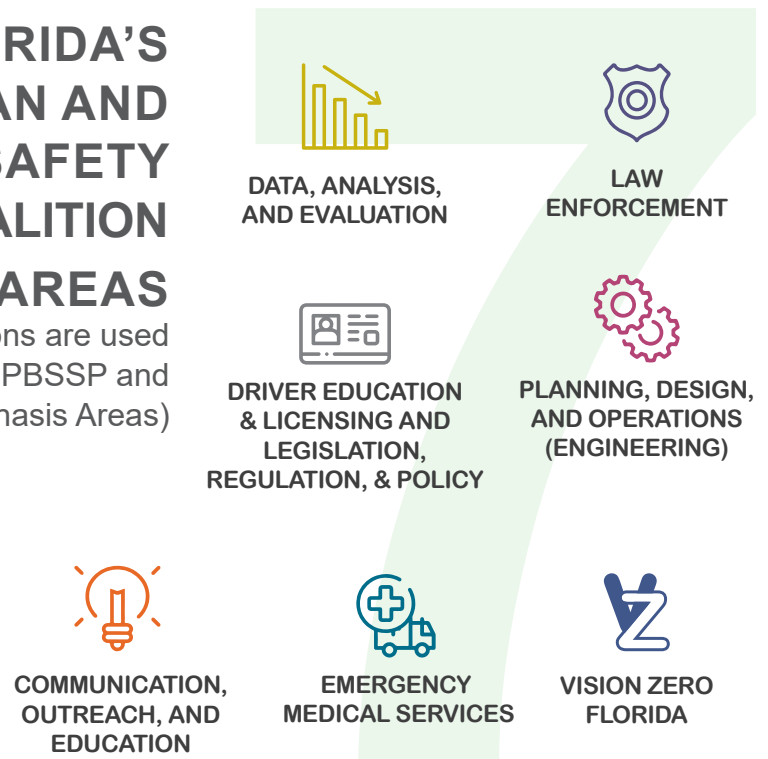 RIDA'S
AN AND
SAFETY
ALITION
AREAS
ons are used
PBSSP and
hasis Areas)
7
DATA, ANALYSIS,
AND EVALUATION
LAW
ENFORCEMENT
DRIVER EDUCATION
& LICENSING AND
LEGISLATION,
REGULATION, & POLICY
PLANNING, DESIGN,
AND OPERATIONS
(ENGINEERING)
COMMUNICATION,
OUTREACH, AND
EDUCATION
EMERGENCY
MEDICAL SERVICES
VZ
VISION ZERO
FLORIDA